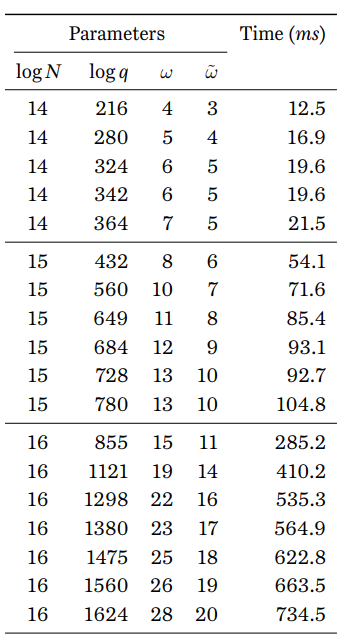 Parameters Time (ms)
log N log q ω ω̃
14 216 4 3 12.5
14 280 5 4 16.9
14 324 6 5 19.6
14 342 6 5 19.6
14 364 7 5 21.5
15 432 8 6 54.1
15 560 10 7 71.6
15 649 11 8 85.4
15 684 12 9 93.1
15 728 13 10 92.7
15 780 13 10 104.8
16 855 15 11 285.2
16 1121 19 14 410.2
16 1298 22 16 535.3
16 1380 23 17 564.9
16 1475 25 18 622.8
16 1560 26 19 663.5
16 1624 28 20 734.5